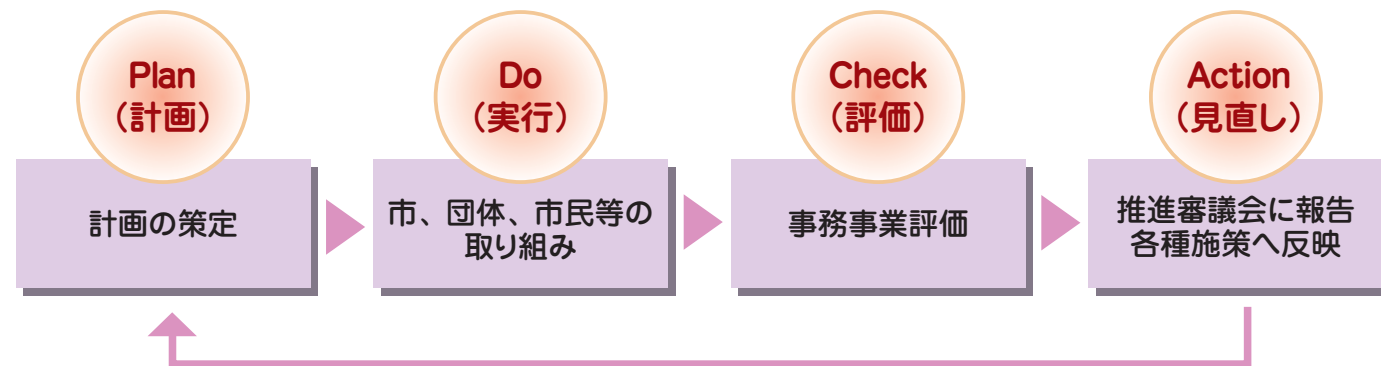 Plan
（計画）
計画の策定
Do
（実行）
市、団体、市民等の
取り組み
Check
（評価）
事務事業評価
Action
（見直し）
推進審議会に報告
各種施策へ反映